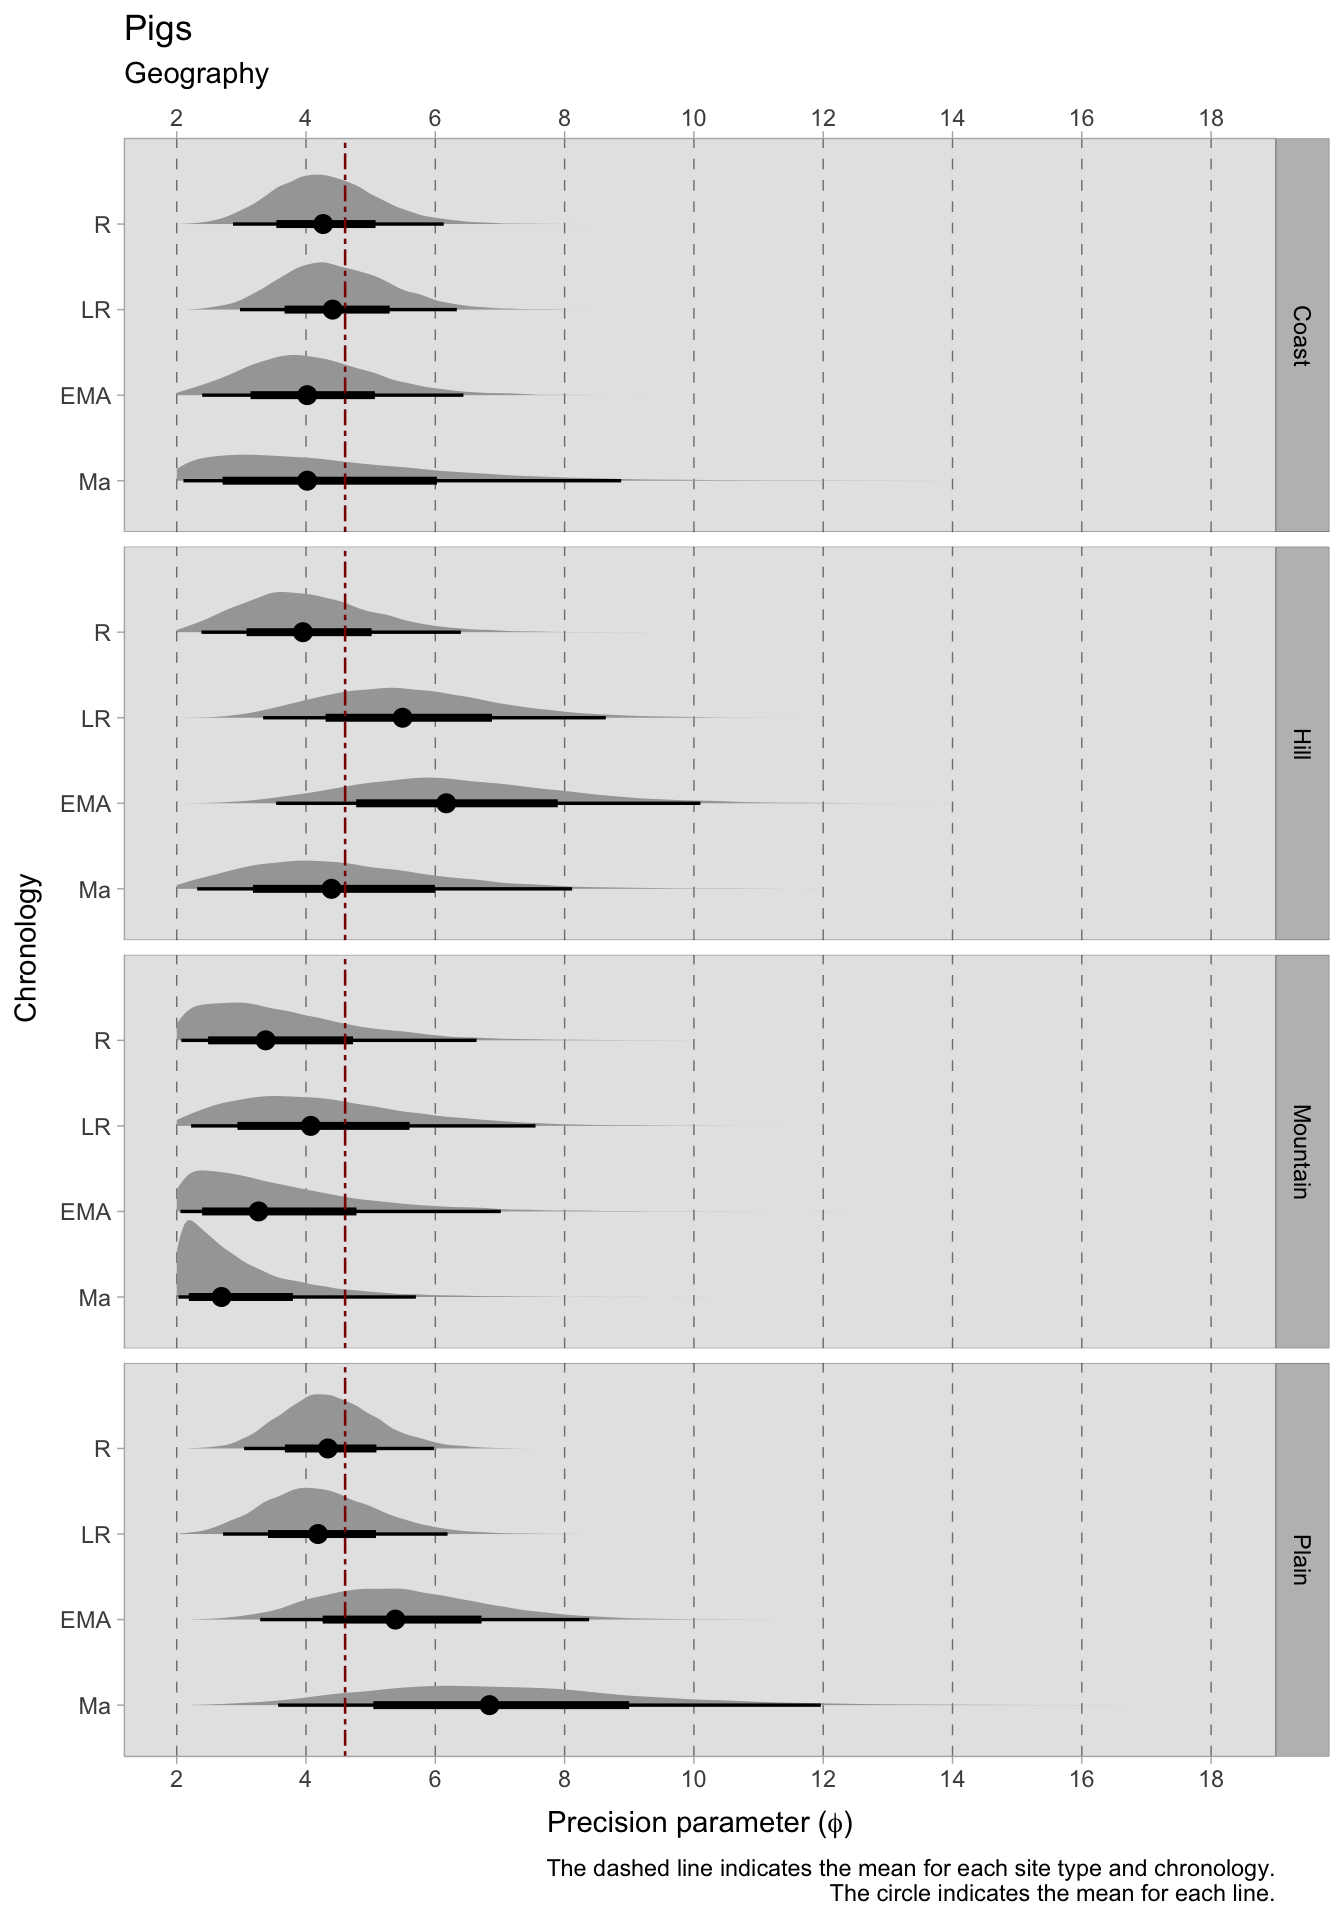 Pigs
Geography
2 4 6 8 10 12 14 16 18
R
LR
EMA
Ma
Coast
R
LR
EMA
Ma
Hill
Chronology
R
LR
EMA
Ma
Mountain
R
LR
EMA
Ma
Plain
2 4 6 8 10 12 14 16 18
Precision parameter (ϕ)
The dashed line indicates the mean for each site type and chronology.
The circle indicates the mean for each line.